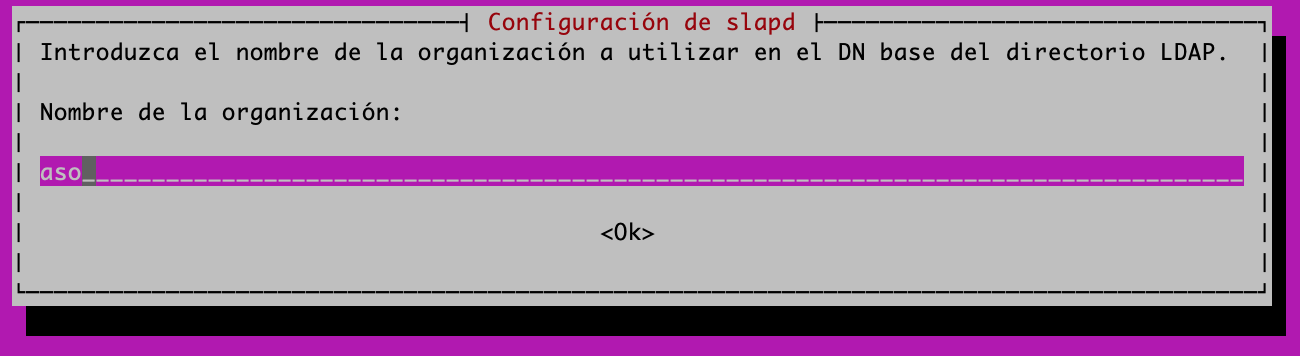 Configuración de slapd
Introduzca el nombre de la organización a utilizar en el DN base del directorio LDAP.
Nombre de la organización:
aso
<Ok>